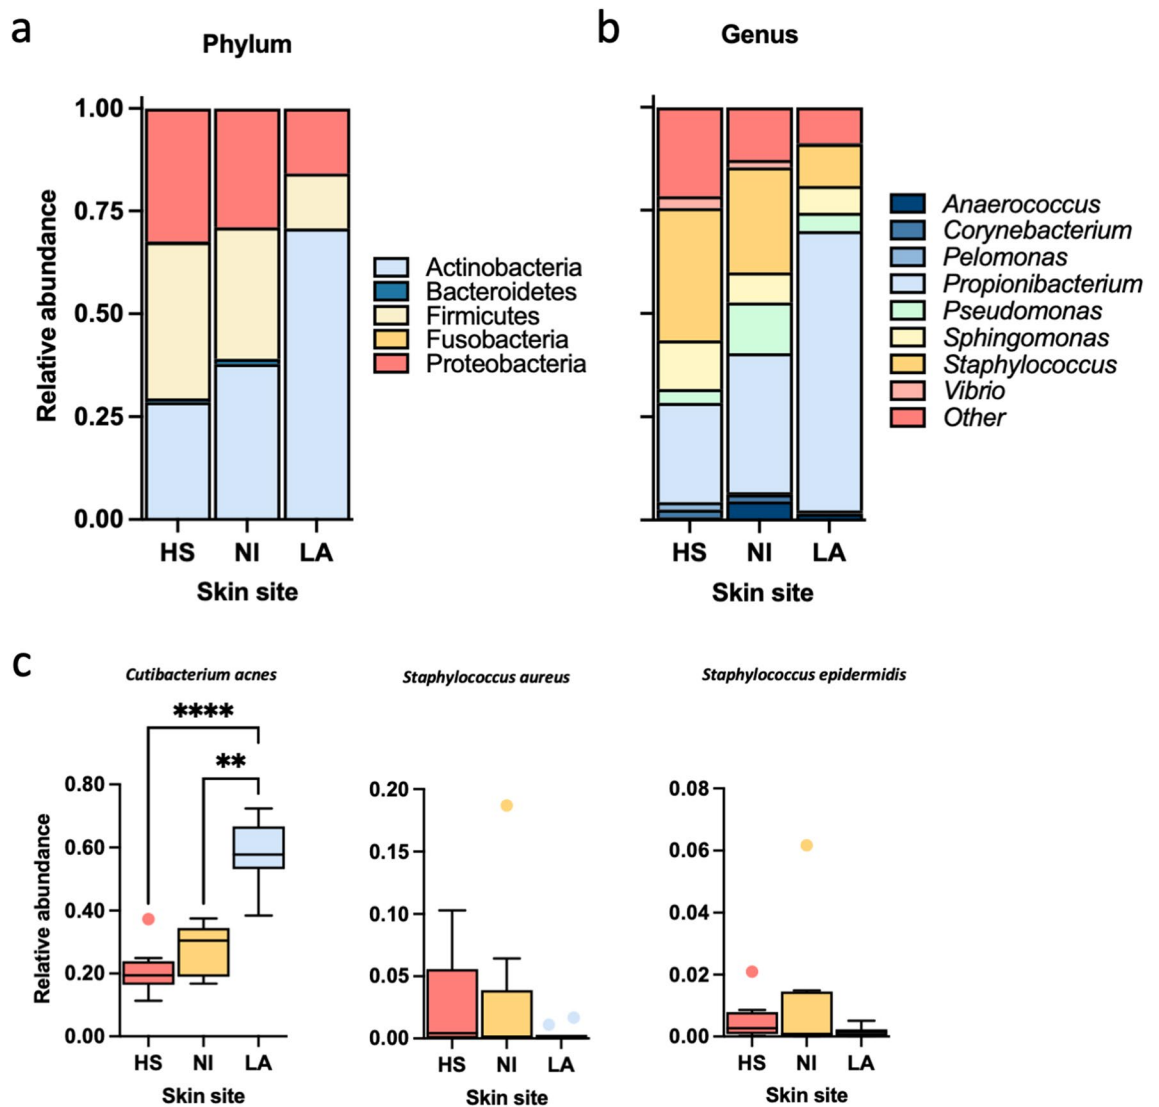 a
Phylum
1.00
0.75
0.50
0.25
0.00
Relative abundance
HS NI LA
Skin site
Actinobacteria
Bacteroidetes
Firmicutes
Fusobacteria
Proteobacteria
b
Genus
HS NI LA
Skin site
Anaerococcus
Corynebacterium
Pelomonas
Propionibacterium
Pseudomonas
Sphingomonas
Staphylococcus
Vibrio
Other
c
Cutibacterium acnes
****
**
0.80
0.60
0.40
0.20
0.00
Relative abundance
HS NI LA
Skin site
Staphylococcus aureus
0.20
0.15
0.10
0.05
0.00
HS NI LA
Skin site
Staphylococcus epidermidis
0.08
0.06
0.04
0.02
0.00
HS NI LA
Skin site